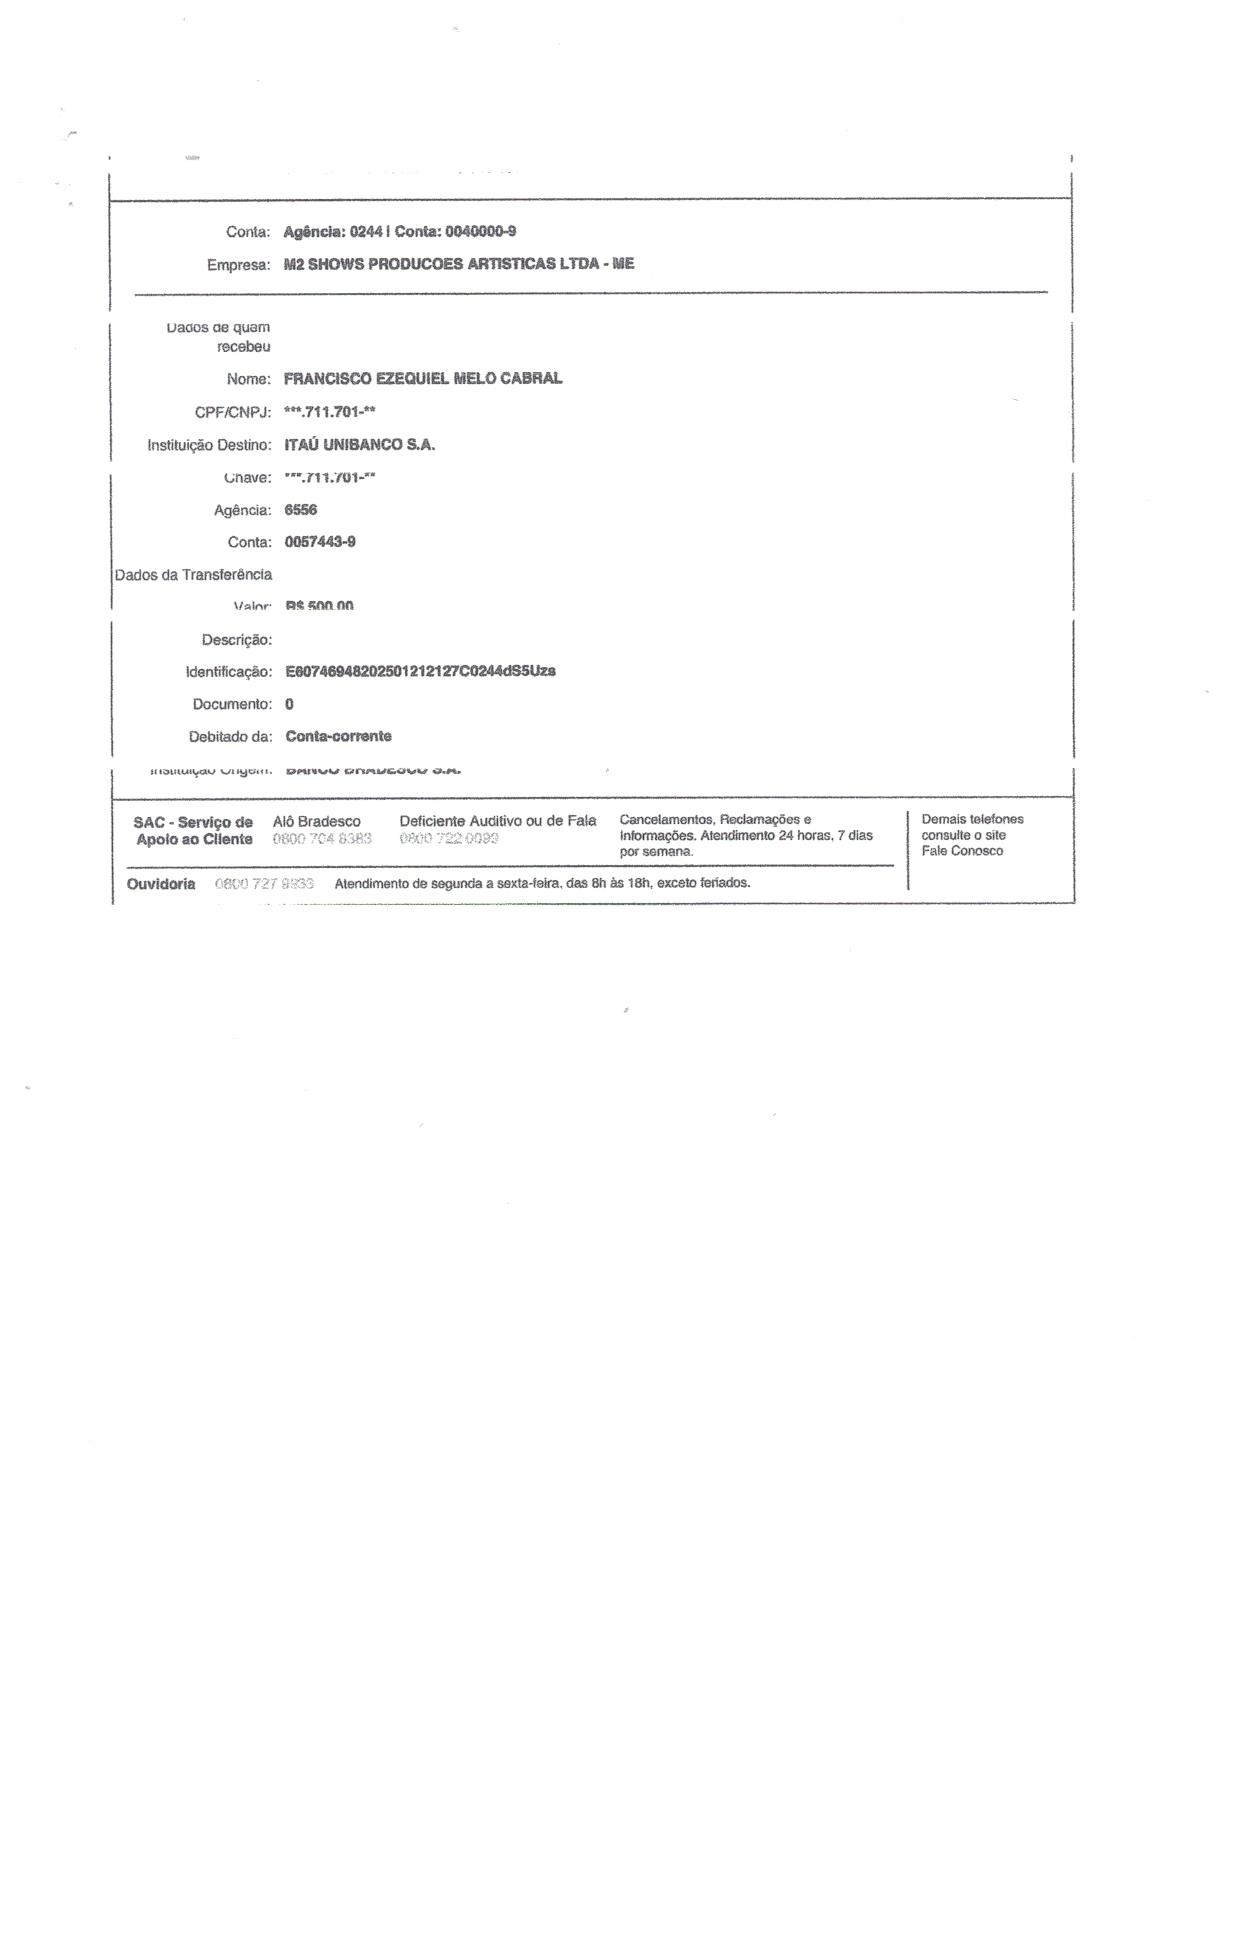 Conta: Agência: 0244 | Conta: 0040000-9
Empresa: M2 SHOWS PRODUCOES ARTISTICAS LTDA - ME
Dados de quem
recebeu
Nome: FRANCISCO EZEQUIEL MELO CABRAL
CPF/CNPJ: ***.711.701-**
Instituição Destino: ITAÚ UNIBANCO S.A.
Chave: ***.711.701-**
Agência: 6556
Conta: 0057443-9
Dados da Transferência
Valor: R$ 500,00
Descrição:
Identificação: E60746948202501212127C0244dS5Uzs
Documento: 0
Debitado da: Conta-corrente
Instituição Origem: BANCO BRADESCO S.A.
SAC - Serviço de Apoio ao Cliente
Alô Bradesco
0800 704 8383
Deficiente Auditivo ou de Fala
0800 722 0099
Cancelamentos, Reclamações e
Informações. Atendimento 24 horas, 7 dias
por semana.
Demais telefones
consulte o site
Fale Conosco
Ouvidoria 0800 727 9933 Atendimento de segunda a sexta-feira, das 8h às 18h, exceto feriados.